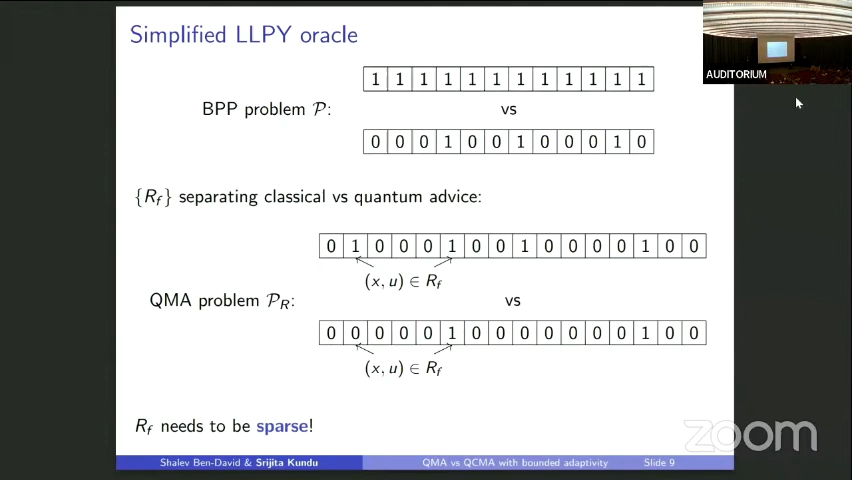 Simplified LLPY oracle
AUDITORIUM
1 1 1 1 1 1 1 1 1 1 1 1
BPP problem 𝒫:
vs
0 0 0 1 0 0 1 0 0 0 1 0
{R_f} separating classical vs quantum advice:
0 1 0 0 0 1 0 0 1 0 0 0 0 1 0 0
(x, u) ∈ R_f
QMA problem 𝒫_R:
vs
0 0 0 0 0 1 0 0 0 0 0 0 0 1 0 0
(x, u) ∈ R_f
R_f needs to be sparse!
zoom
Shalev Ben-David & Srijita Kundu QMA vs QCMA with bounded adaptivity Slide 9